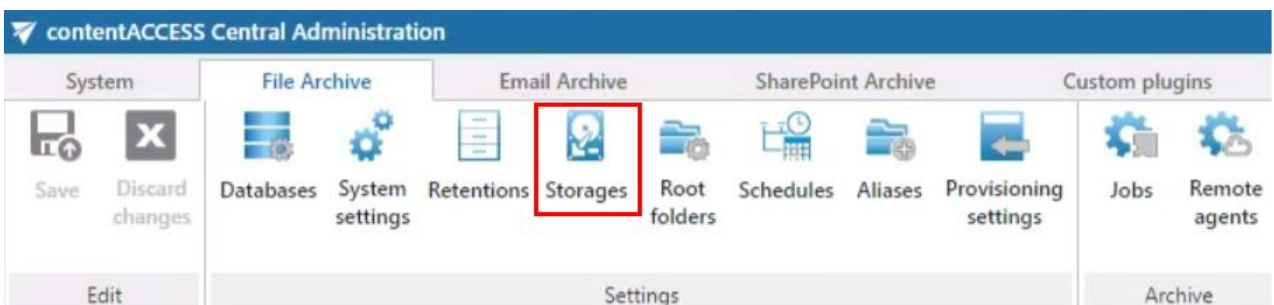 contentACCESS Central Administration
System File Archive Email Archive SharePoint Archive Custom plugins
Save Discard Databases System Retentions Storages Root Schedules Aliases Provisioning Jobs Remote
changes settings folders settings agents
Edit Settings Archive